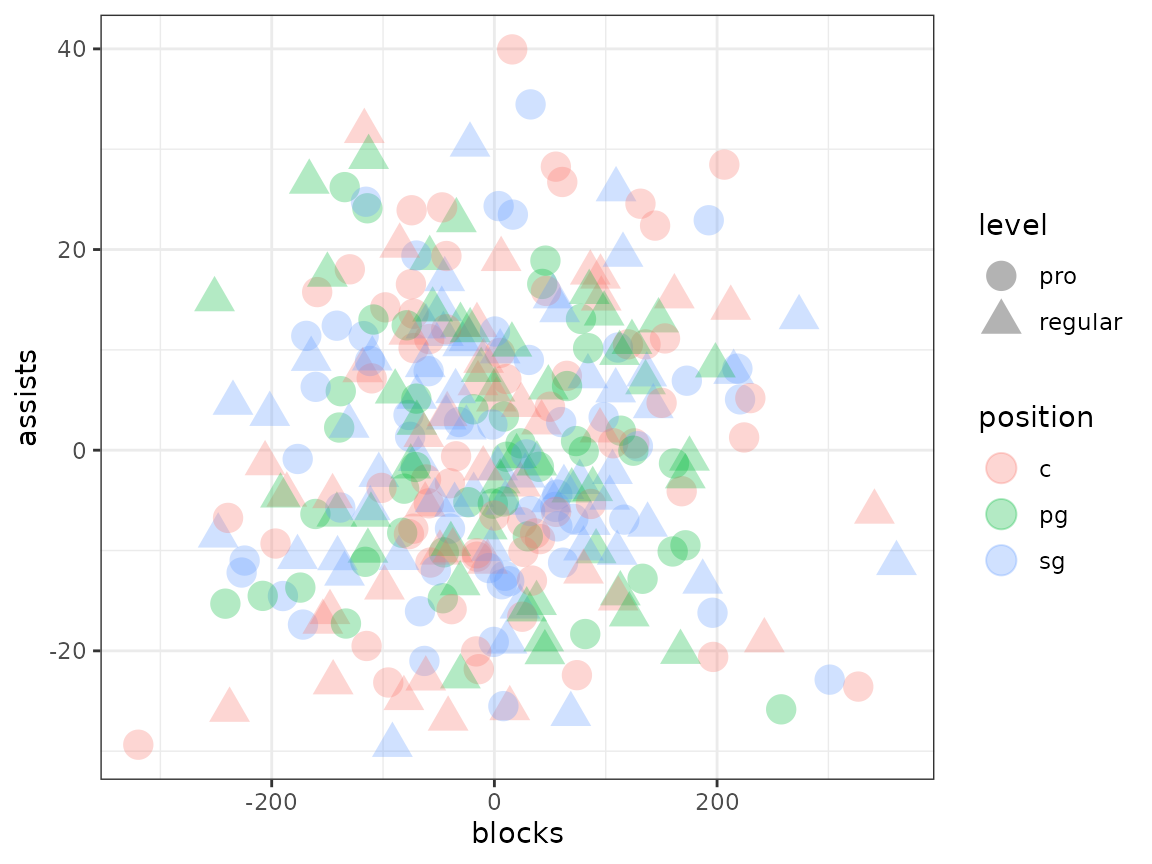 40
20
0
-20
-200
0
200
blocks
assists
level
pro
regular
position
c
pg
sg